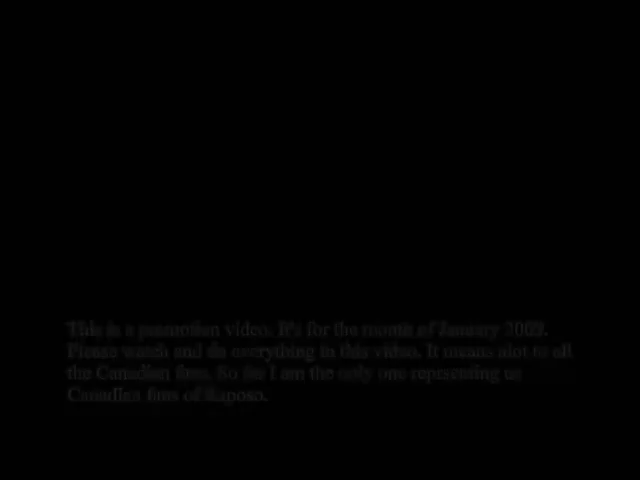 This is a promotion video. It's for the month of January 2009.
Please watch and do everything in this video. It means alot to all
the Canadian fans. So far I am the only one representing us
Canadian fans of Raposo.